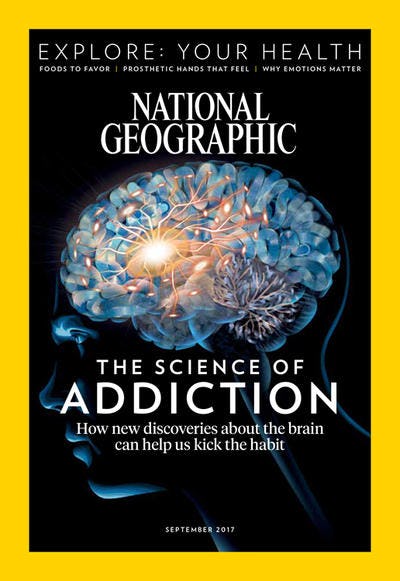 EXPLORE: YOUR HEALTH
FOODS TO FAVOR | PROSTHETIC HANDS THAT FEEL | WHY EMOTIONS MATTER
NATIONAL
GEOGRAPHIC
THE SCIENCE OF
ADDICTION
How new discoveries about the brain
can help us kick the habit
SEPTEMBER 2017